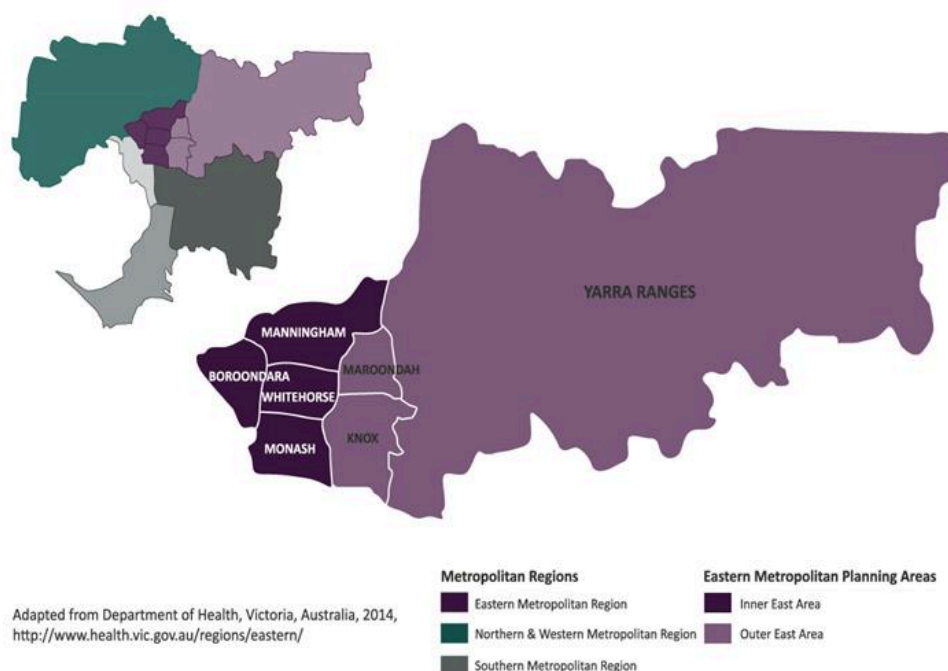 YARRA RANGES
MANNINGHAM
MAROONDAH
BOROONDARA
WHITEHORSE
KNOX
MONASH
Metropolitan Regions
Eastern Metropolitan Region
Northern & Western Metropolitan Region
Southern Metropolitan Region
Eastern Metropolitan Planning Areas
Inner East Area
Outer East Area
Adapted from Department of Health, Victoria, Australia, 2014,
http://www.health.vic.gov.au/regions/eastern/